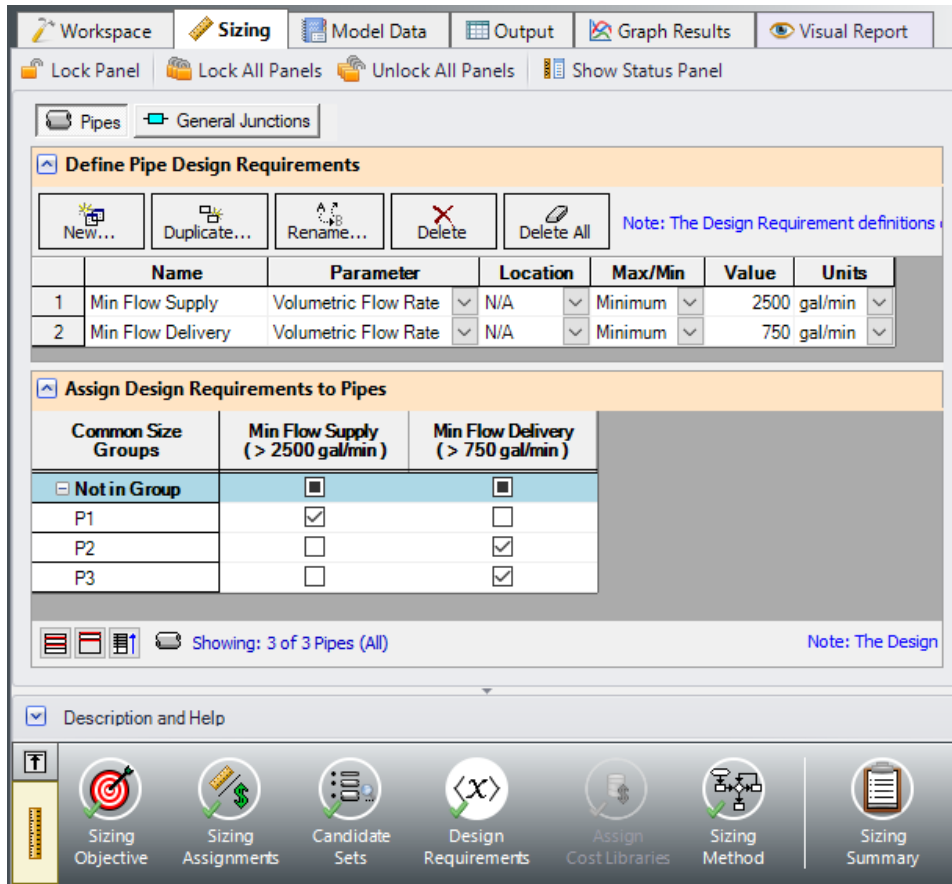 Workspace Sizing Model Data Output Graph Results Visual Report
Lock Panel Lock All Panels Unlock All Panels Show Status Panel
Pipes General Junctions
Define Pipe Design Requirements
New... Duplicate... Rename... Delete Delete All Note: The Design Requirement definitions
Name Parameter Location Max/Min Value Units
1 Min Flow Supply Volumetric Flow Rate N/A Minimum 2500 gal/min
2 Min Flow Delivery Volumetric Flow Rate N/A Minimum 750 gal/min
Assign Design Requirements to Pipes
Common Size Min Flow Supply Min Flow Delivery
Groups ( > 2500 gal/min ) ( > 750 gal/min )
Not in Group
P1
P2
P3
Showing: 3 of 3 Pipes (All) Note: The Design
Description and Help
Sizing Sizing Candidate Design Assign Sizing Sizing
Objective Assignments Sets Requirements Cost Libraries Method Summary